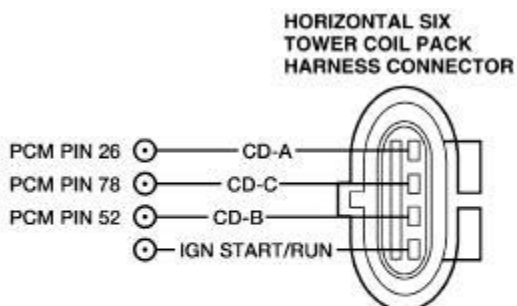 HORIZONTAL SIX
TOWER COIL PACK
HARNESS CONNECTOR
PCM PIN 26 CD-A
PCM PIN 78 CD-C
PCM PIN 52 CD-B
IGN START/RUN